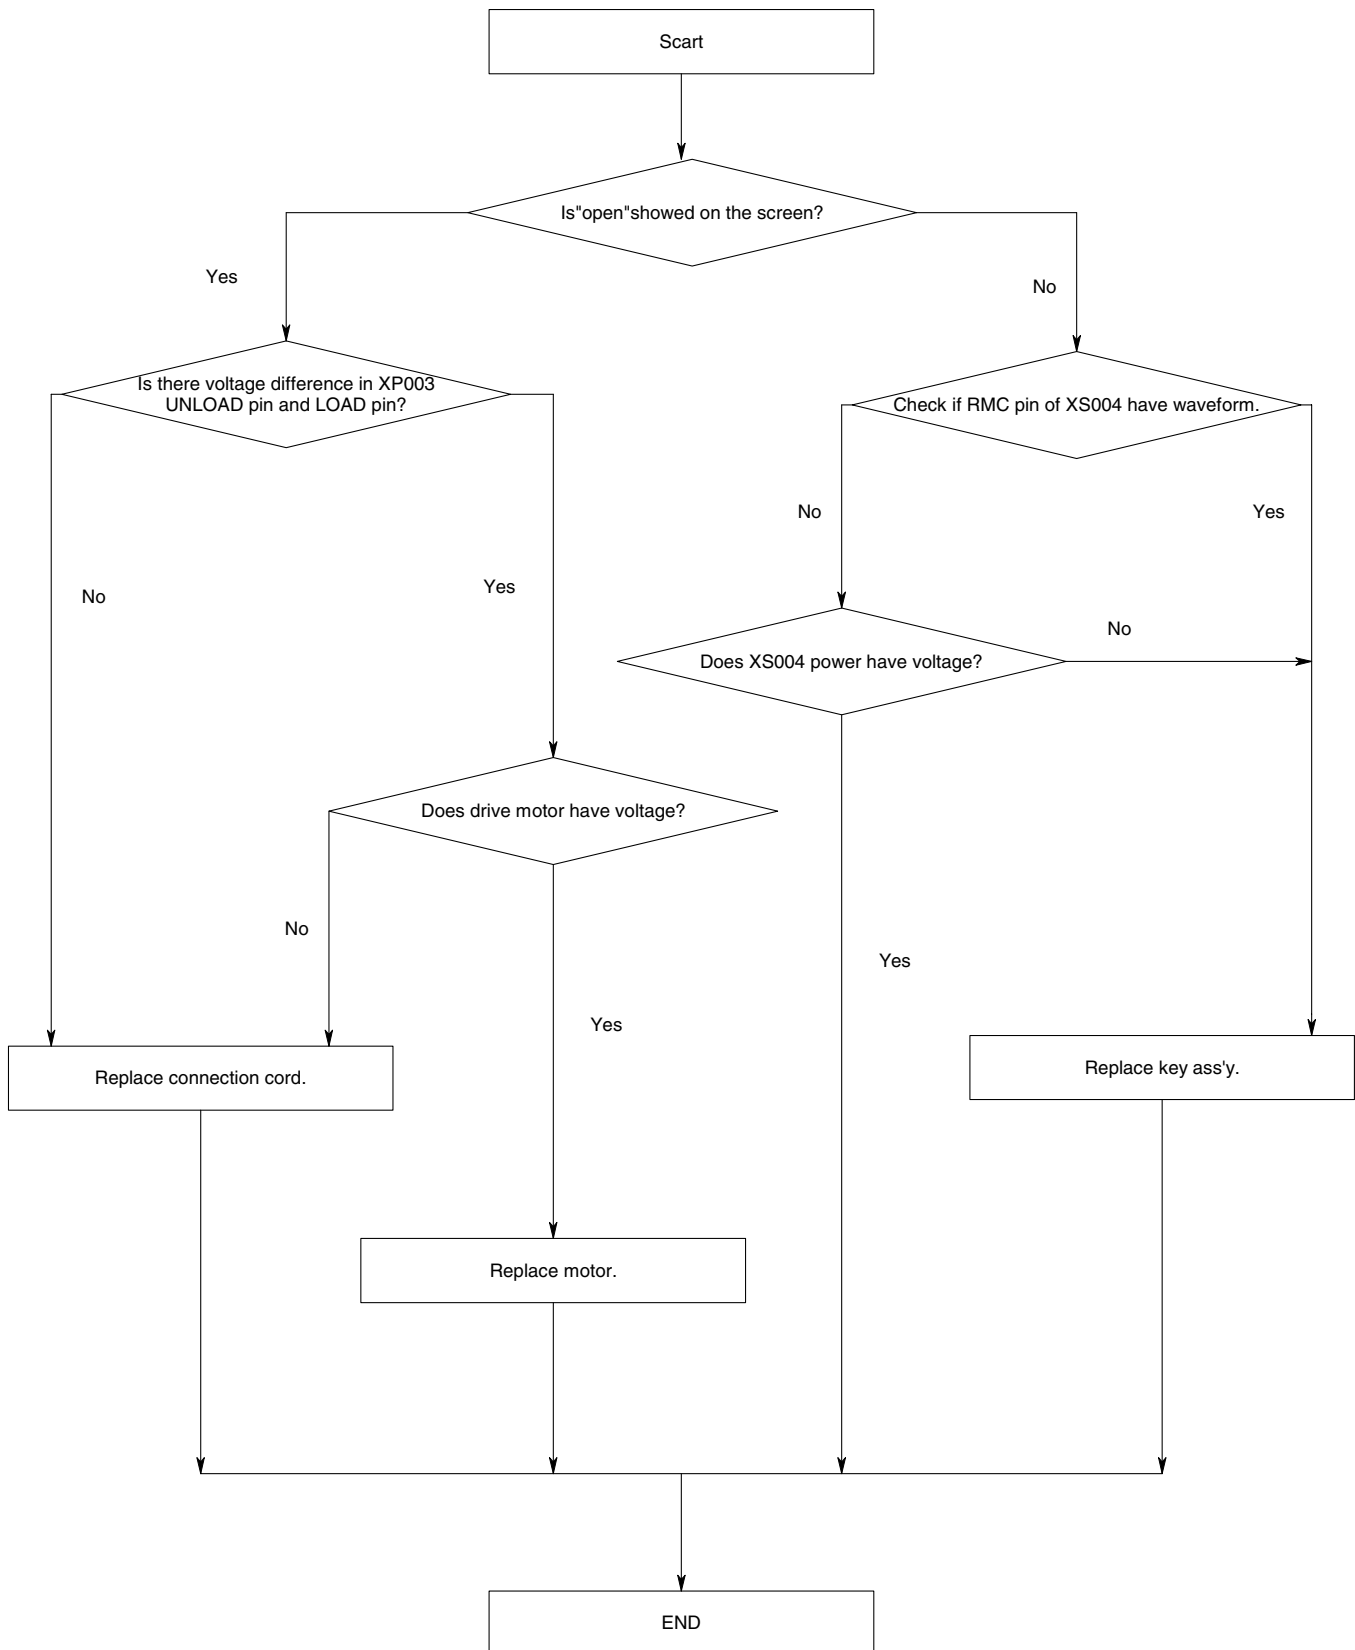 Scart
Is"open"showed on the screen?
Yes
No
Is there voltage difference in XP003
UNLOAD pin and LOAD pin?
Check if RMC pin of XS004 have waveform.
No
Yes
No
Yes
No
Does XS004 power have voltage?
Does drive motor have voltage?
No
Yes
Yes
Replace connection cord.
Replace key ass'y.
Replace motor.
END